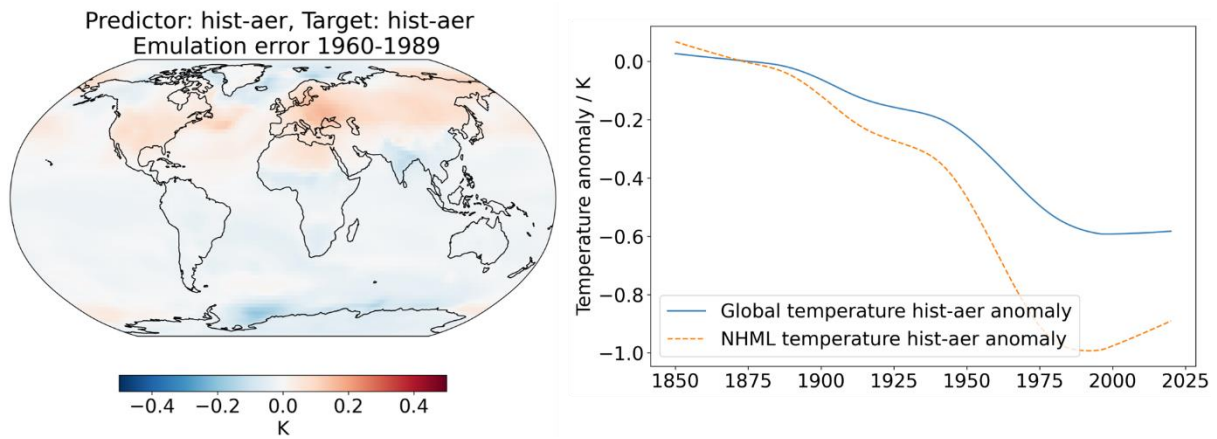 Predictor: hist-aer, Target: hist-aer
Emulation error 1960-1989
−0.4 −0.2 0.0 0.2 0.4
K
Temperature anomaly / K
0.0
−0.2
−0.4
−0.6
−0.8
−1.0
Global temperature hist-aer anomaly
NHML temperature hist-aer anomaly
1850 1875 1900 1925 1950 1975 2000 2025